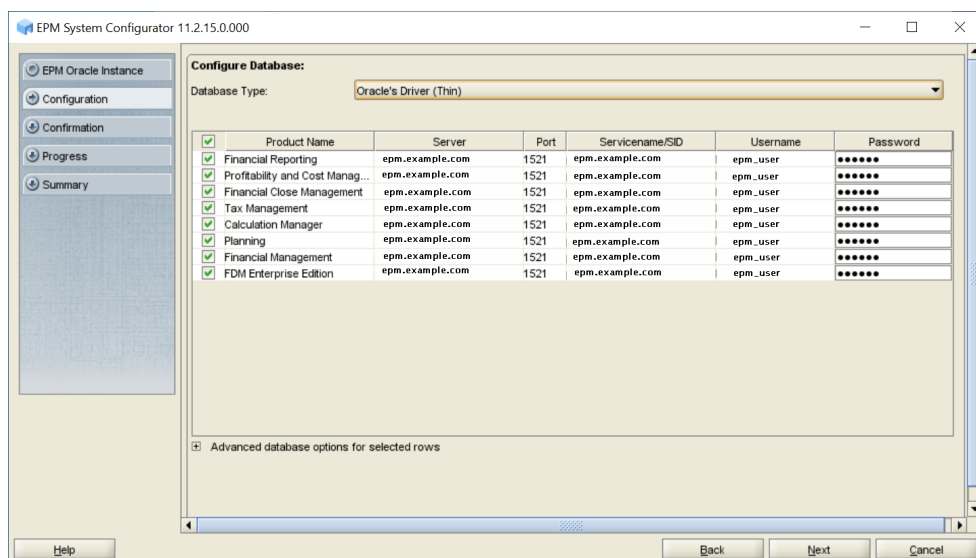 EPM System Configurator 11.2.15.0.000
EPM Oracle Instance
Configuration
Confirmation
Progress
Summary
Configure Database:
Database Type: Oracle's Driver (Thin)
Product Name Server Port Servicename/SID Username Password
Financial Reporting epm.example.com 1521 epm.example.com epm_user ●●●●●●
Profitability and Cost Manag... epm.example.com 1521 epm.example.com epm_user ●●●●●●
Financial Close Management epm.example.com 1521 epm.example.com epm_user ●●●●●●
Tax Management epm.example.com 1521 epm.example.com epm_user ●●●●●●
Calculation Manager epm.example.com 1521 epm.example.com epm_user ●●●●●●
Planning epm.example.com 1521 epm.example.com epm_user ●●●●●●
Financial Management epm.example.com 1521 epm.example.com epm_user ●●●●●●
FDM Enterprise Edition epm.example.com 1521 epm.example.com epm_user ●●●●●●
Advanced database options for selected rows
Help Back Next Cancel